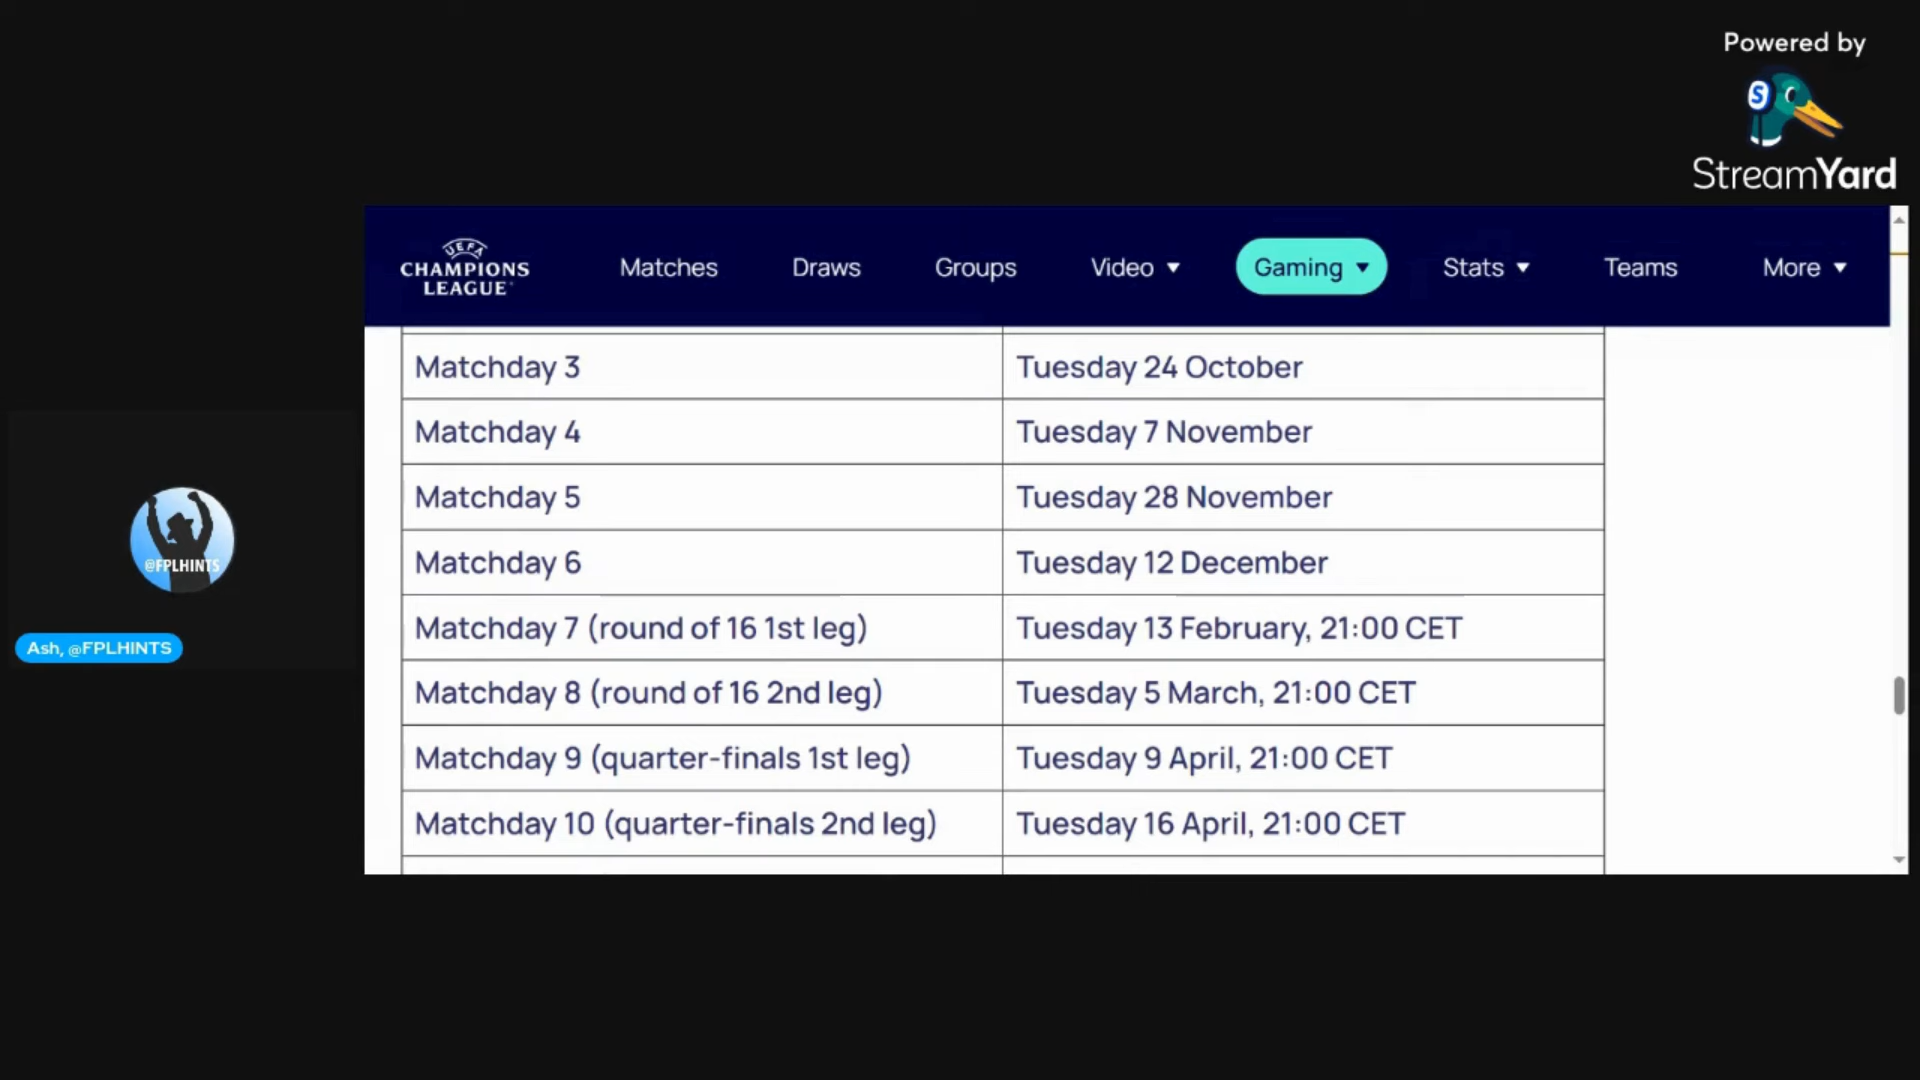 Powered by
StreamYard
UEFA
CHAMPIONS
LEAGUE
Matches
Draws
Groups
Video
Gaming
Stats
Teams
More
Matchday 3 Tuesday 24 October
Matchday 4 Tuesday 7 November
Matchday 5 Tuesday 28 November
Matchday 6 Tuesday 12 December
Matchday 7 (round of 16 1st leg) Tuesday 13 February, 21:00 CET
Matchday 8 (round of 16 2nd leg) Tuesday 5 March, 21:00 CET
Matchday 9 (quarter-finals 1st leg) Tuesday 9 April, 21:00 CET
Matchday 10 (quarter-finals 2nd leg) Tuesday 16 April, 21:00 CET
@FPLHINTS
Ash, @FPLHINTS